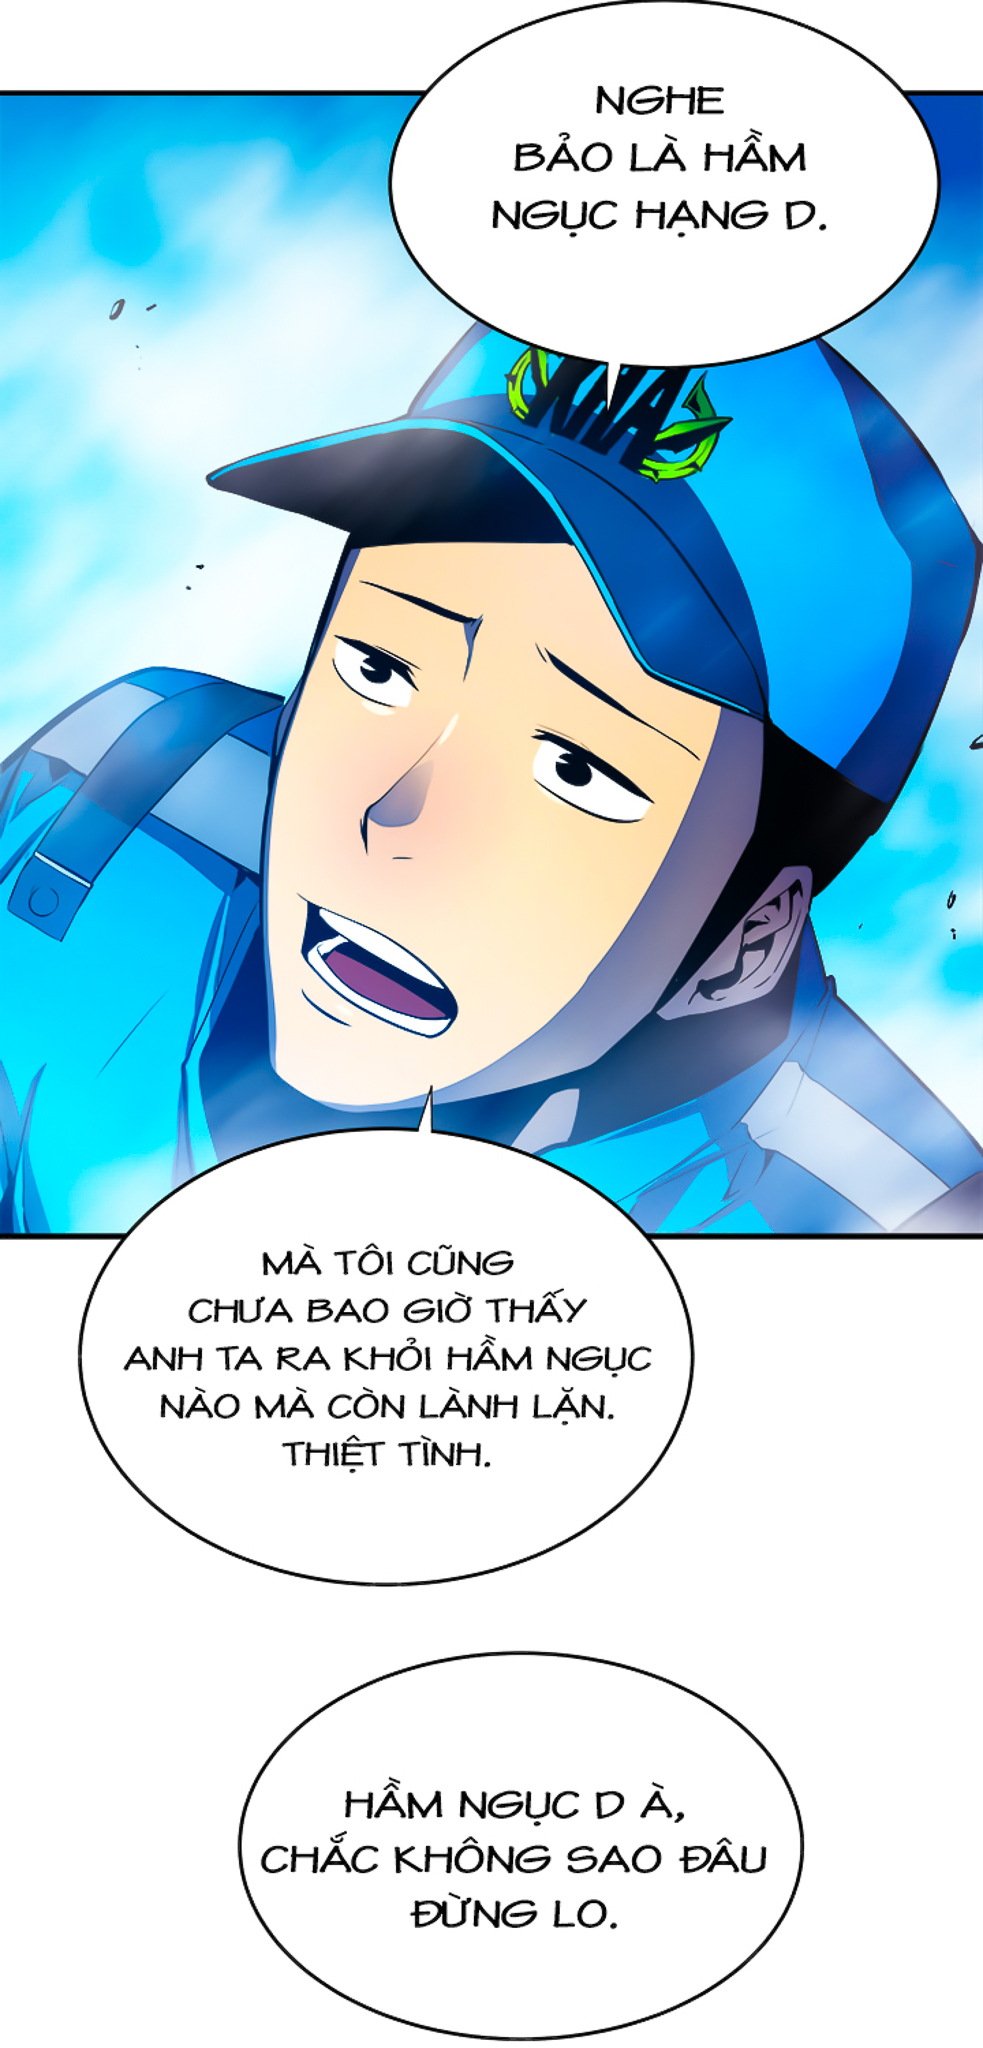 NGHE
BẢO LÀ HẦM
NGỤC HẠNG D.
KHA
MÀ TÔI CŨNG
CHƯA BAO GIỜ THẤY
ANH TA RA KHỎI HẦM NGỤC
NÀO MÀ CÒN LÀNH LẶN.
THIỆT TÌNH.
HẦM NGỤC D À,
CHẮC KHÔNG SAO ĐÂU
ĐỪNG LO.